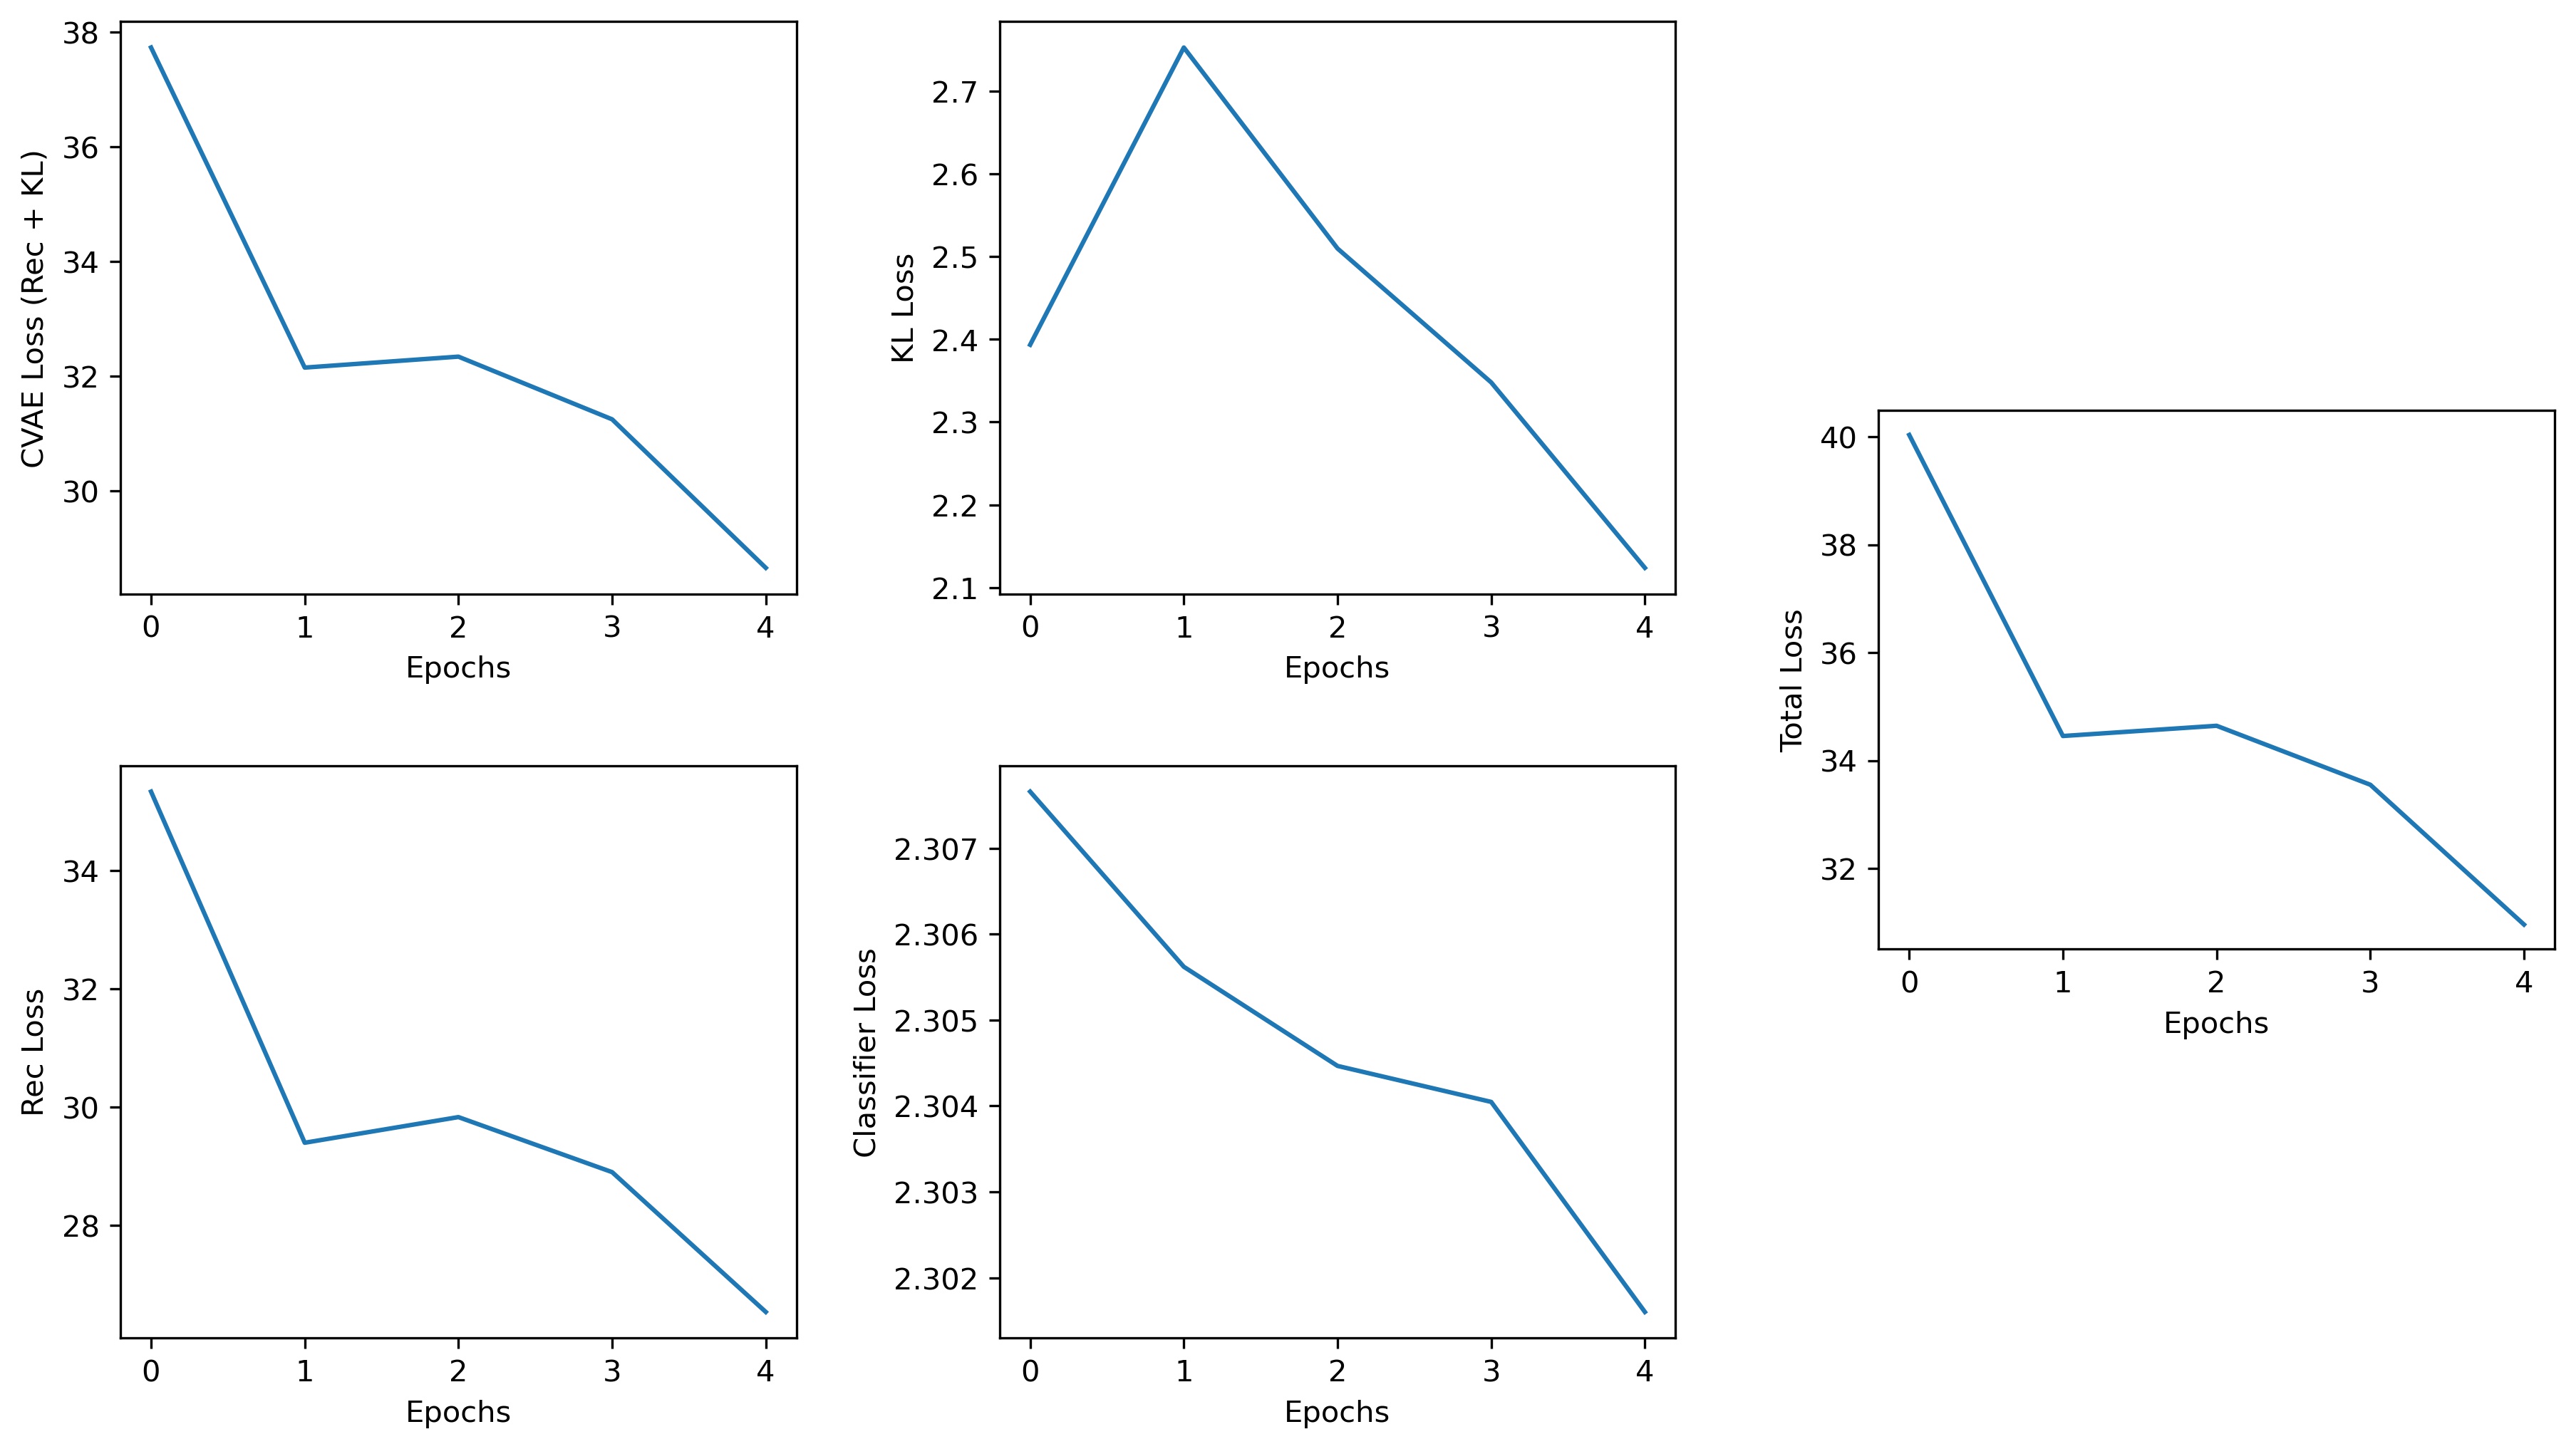 CVAE Loss (Rec + KL)
38
36
34
32
30
0 1 2 3 4
Epochs
KL Loss
2.7
2.6
2.5
2.4
2.3
2.2
2.1
0 1 2 3 4
Epochs
Rec Loss
34
32
30
28
0 1 2 3 4
Epochs
Classifier Loss
2.307
2.306
2.305
2.304
2.303
2.302
0 1 2 3 4
Epochs
Total Loss
40
38
36
34
32
0 1 2 3 4
Epochs